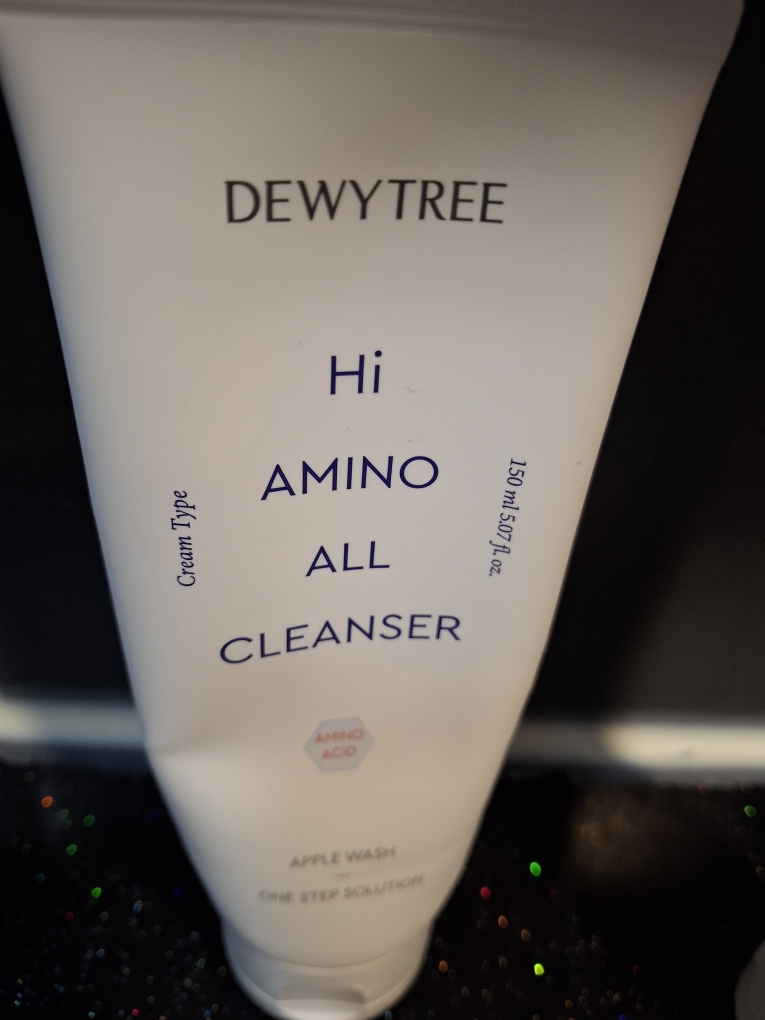 DEWYTREE
Hi
AMINO
ALL
CLEANSER
Cream Type
150 ml 5.07 fl. oz.
AMINO
ACID
APPLE WASH
ONE STEP SOLUTION